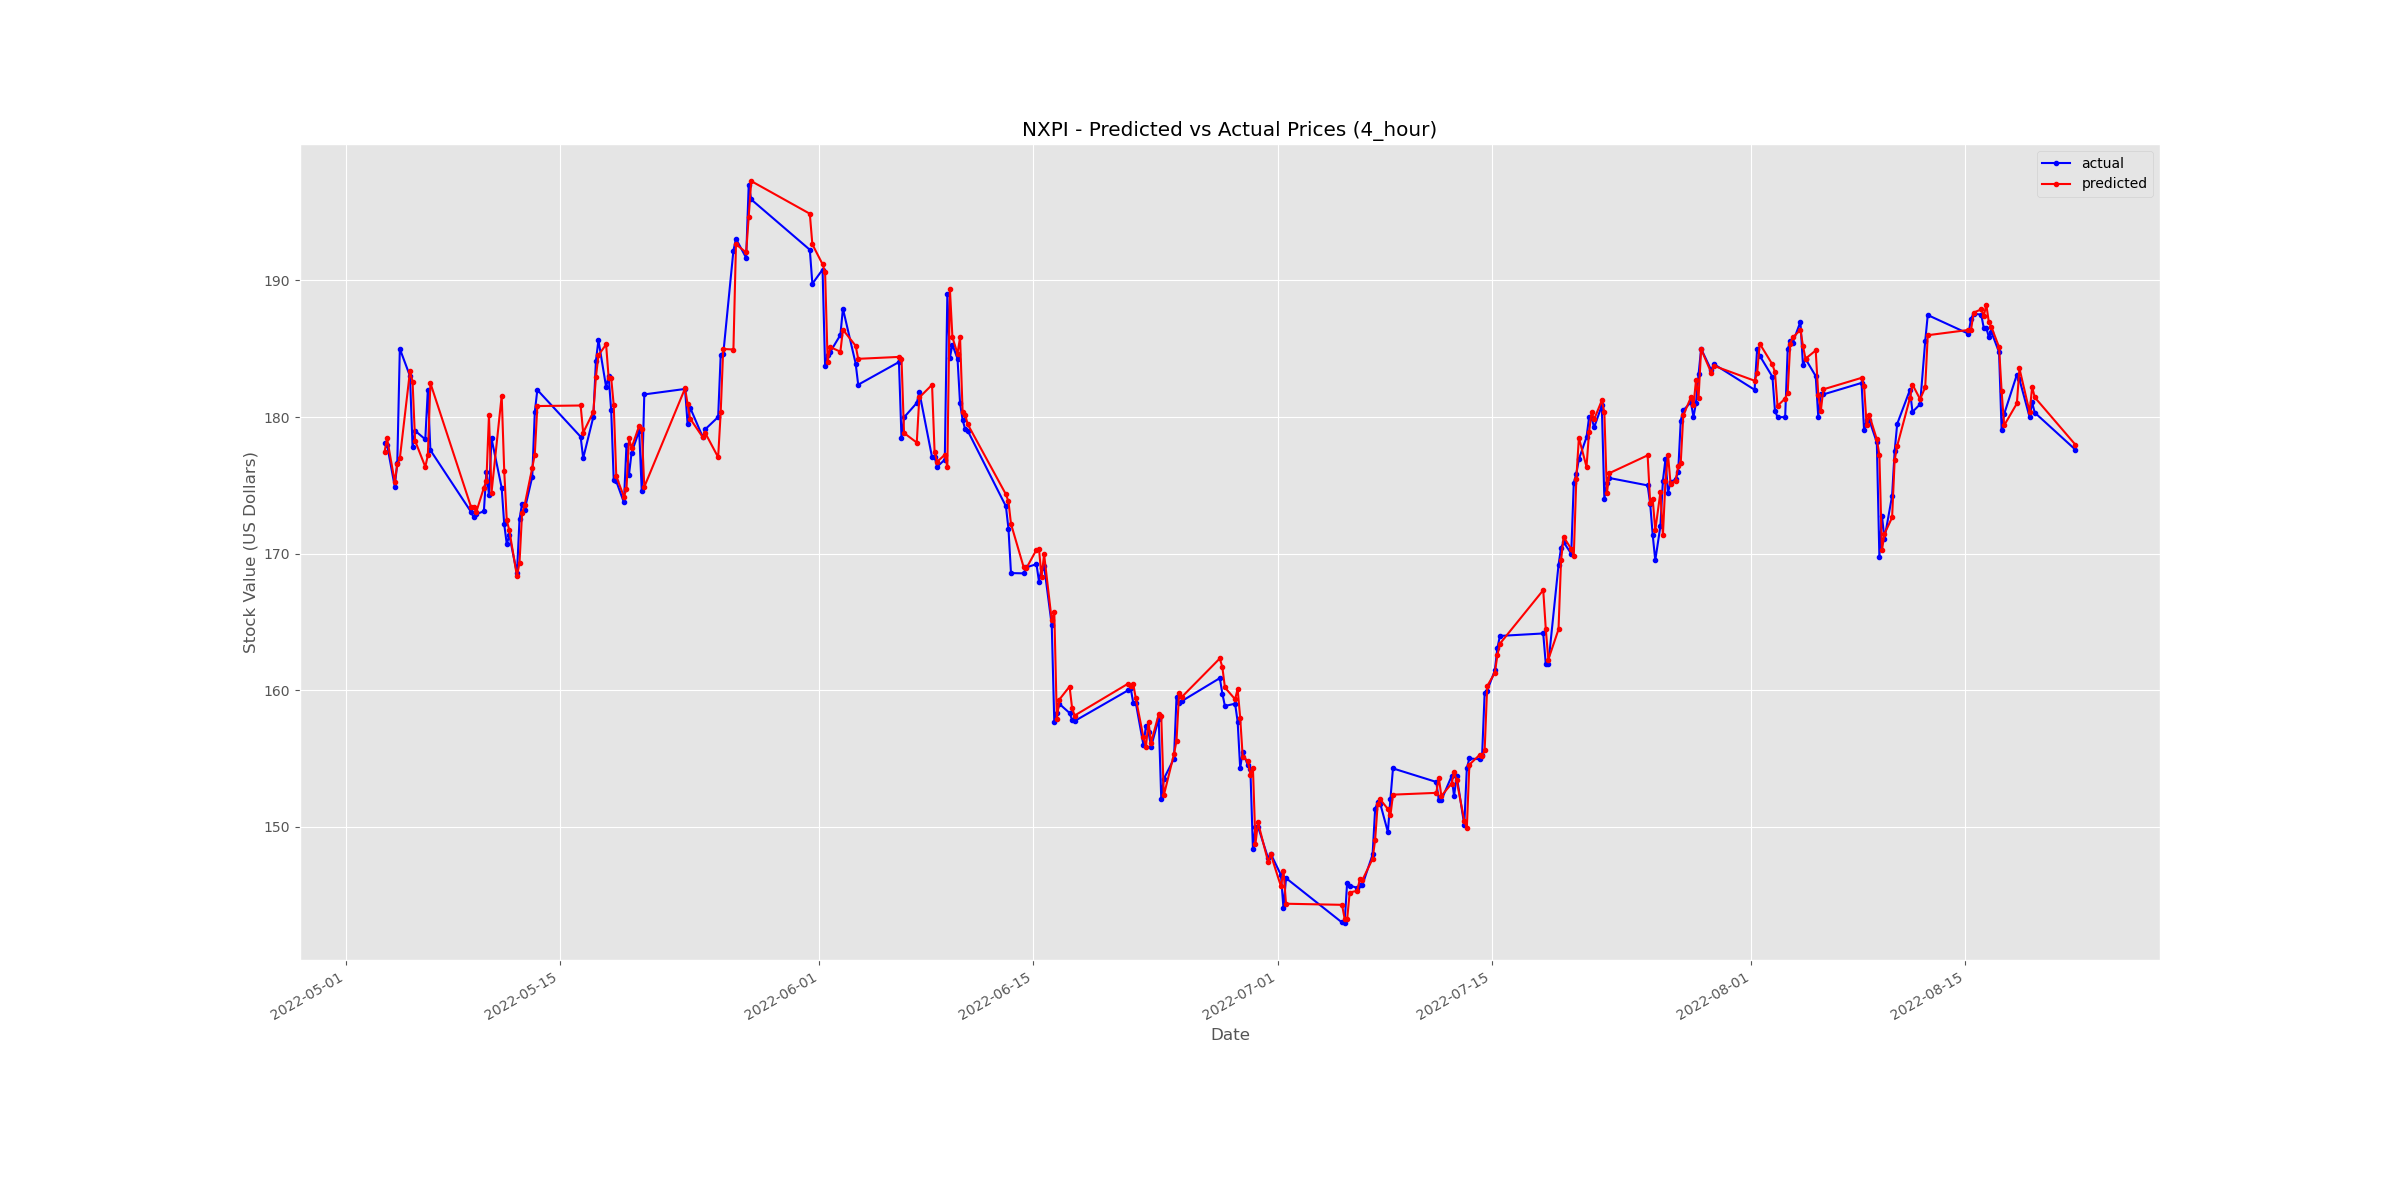 NXPI - Predicted vs Actual Prices (4_hour)
actual
predicted
Stock Value (US Dollars)
190
180
170
160
150
2022-05-01
2022-05-15
2022-06-01
2022-06-15
2022-07-01
2022-07-15
2022-08-01
2022-08-15
Date